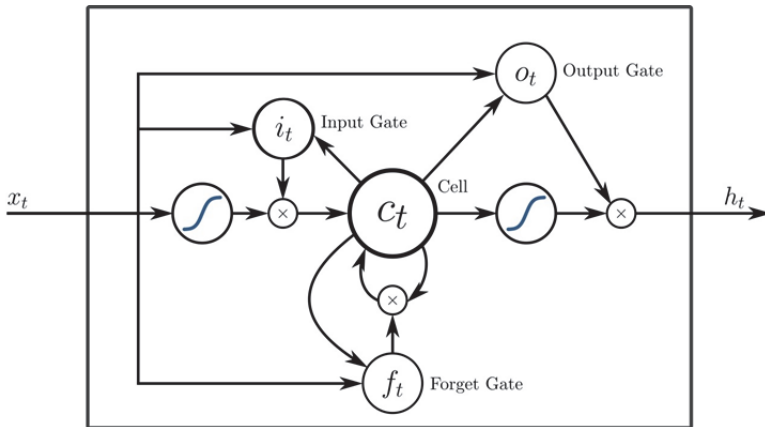 o_t Output Gate
i_t Input Gate
x_t
×
c_t
Cell
×
h_t
×
f_t Forget Gate